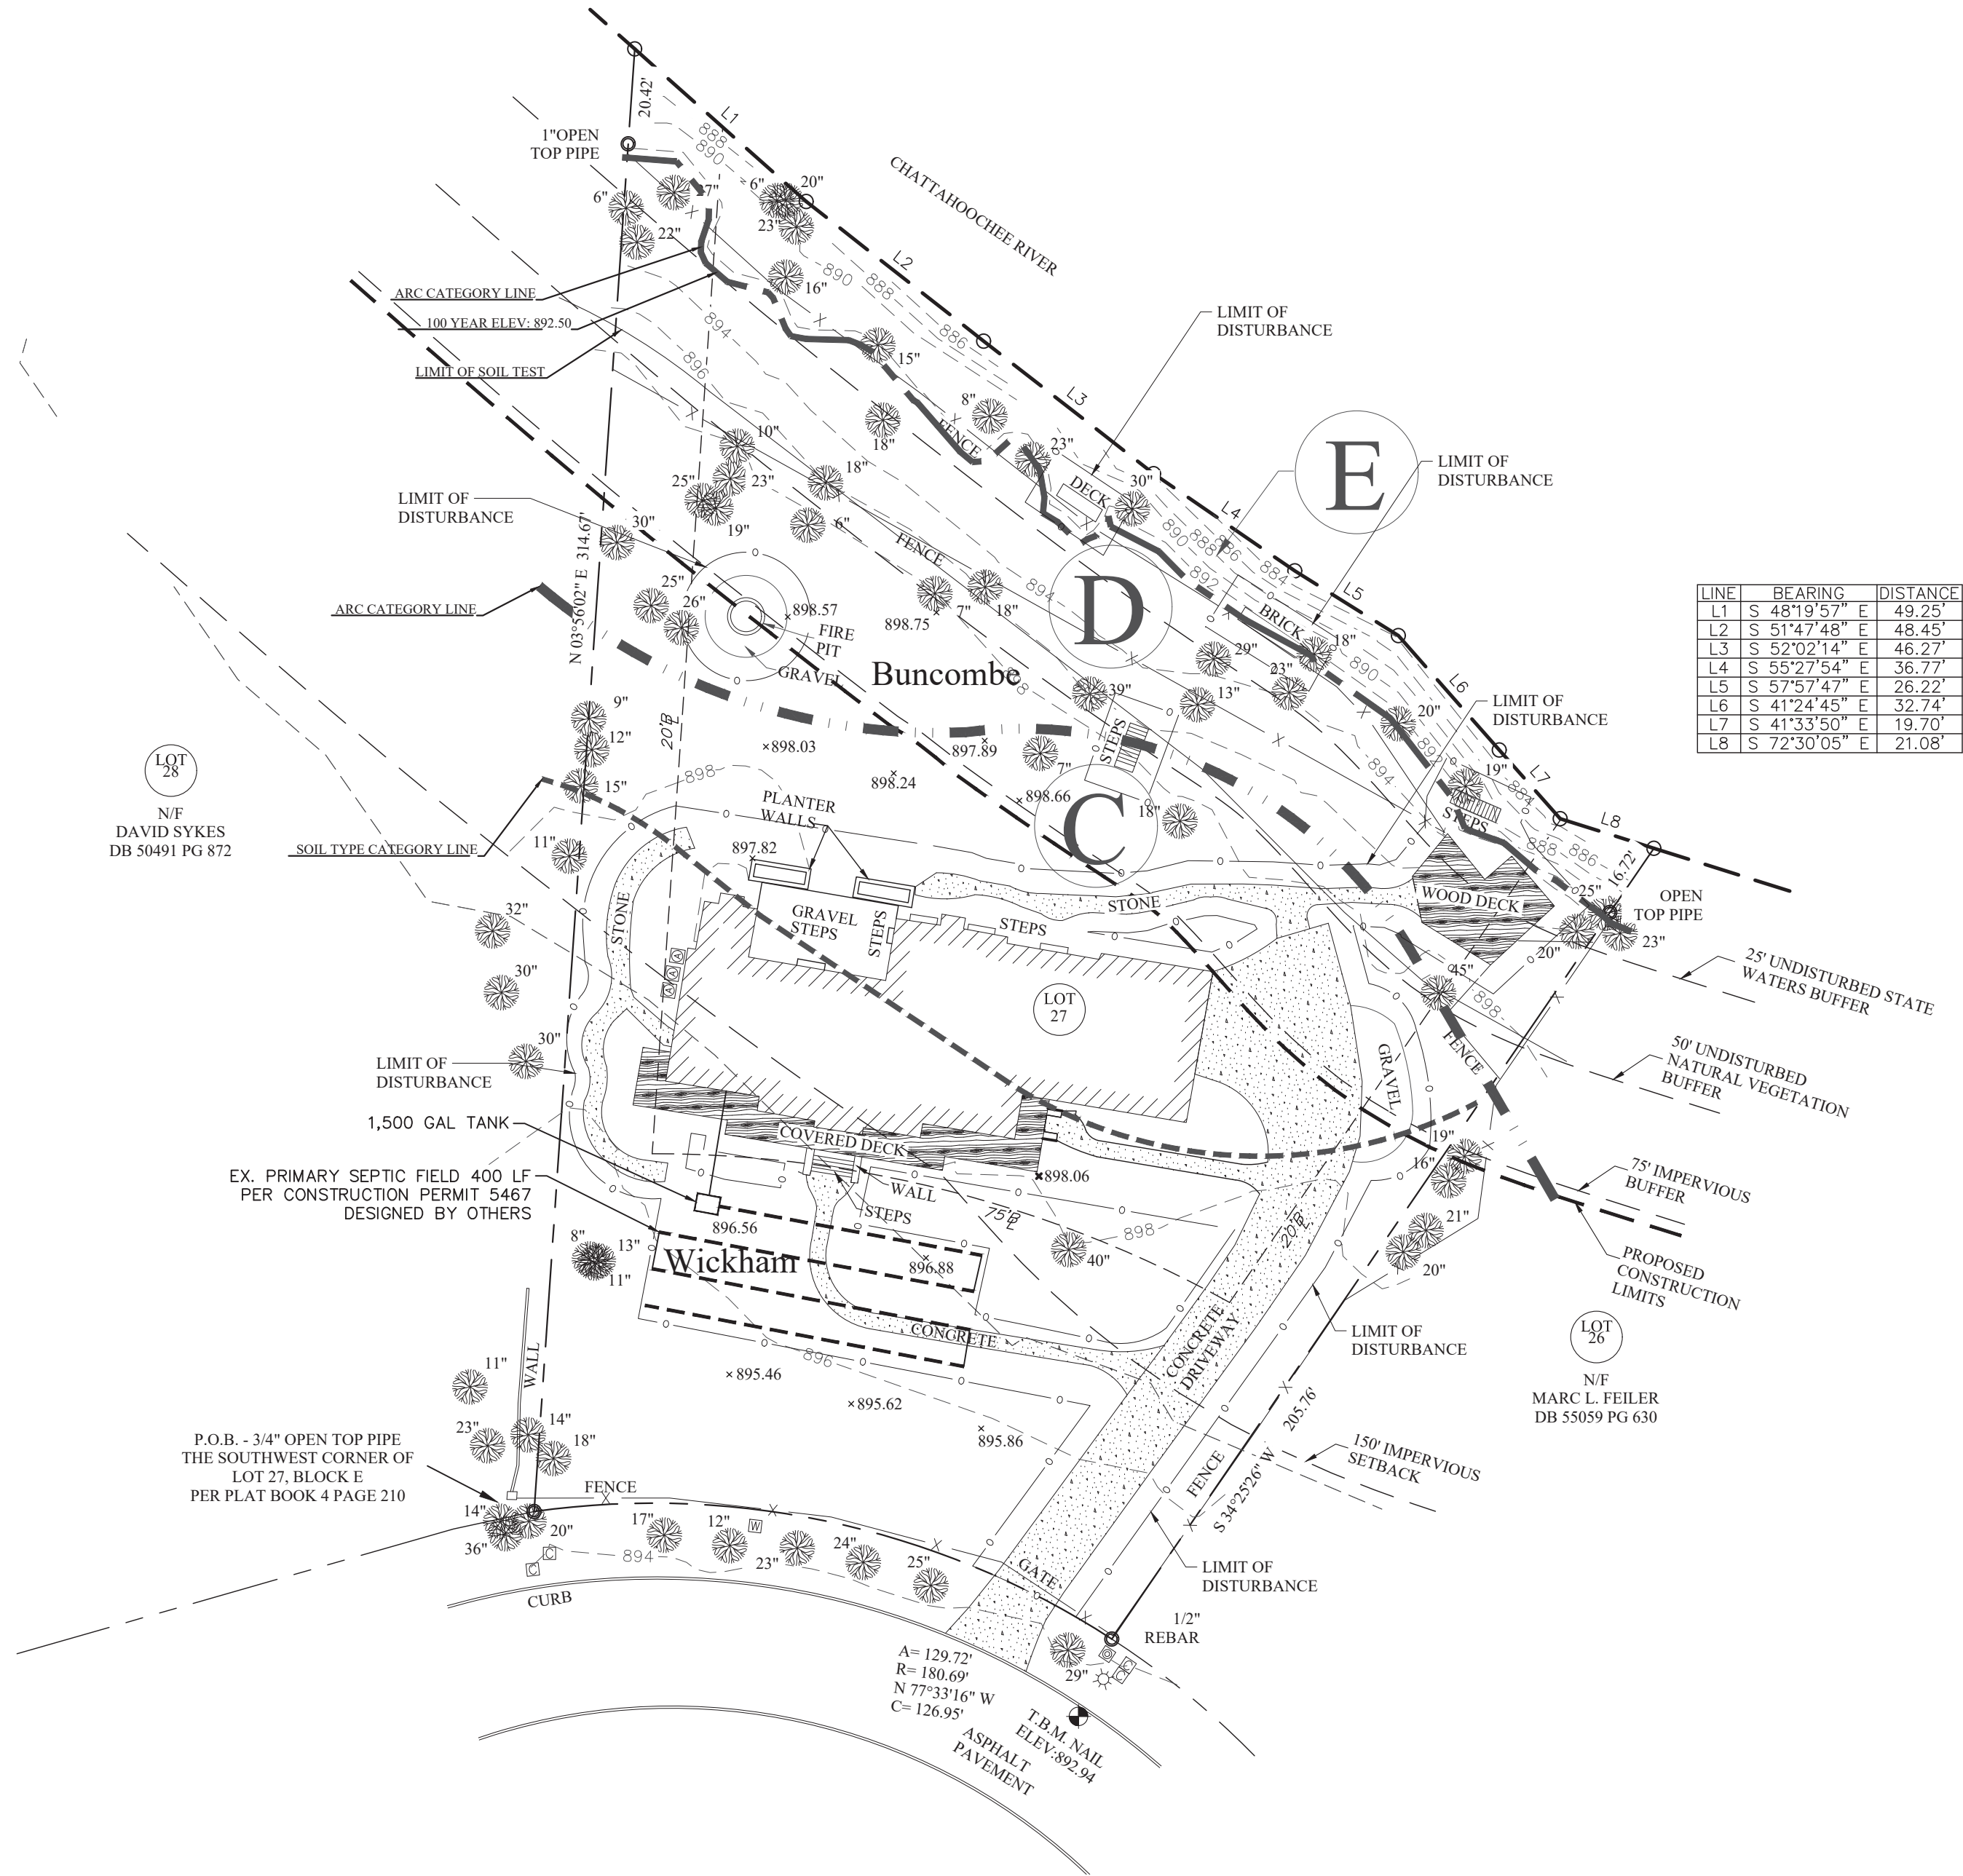 20.42'
L1
888
890
1"OPEN
TOP PIPE
CHATTAHOOCHEE RIVER
6"
6"
20"
23"
22"
16"
L2
890
888
886
ARC CATEGORY LINE
100 YEAR ELEV: 892.50
LIMIT OF SOIL TEST
894
896
15"
LIMIT OF
DISTURBANCE
L3
8"
18"
FENCE
23"
10"
25"
23"
19"
18"
6"
DECK
30"
E
LIMIT OF
DISTURBANCE
L4
890
888
886
884
892
LIMIT OF
DISTURBANCE
30"
N 03°56'02" E 314.67'
FENCE
894
D
L5
ARC CATEGORY LINE
25"
26"
898.57
FIRE
PIT
GRAVEL
898.75
7"
18"
BRICK
18"
29"
23"
890
Buncombe
898
39"
13"
L6
LINE BEARING DISTANCE
L1 S 48°19'57" E 49.25'
L2 S 51°47'48" E 48.45'
L3 S 52°02'14" E 46.27'
L4 S 55°27'54" E 36.77'
L5 S 57°57'47" E 26.22'
L6 S 41°24'45" E 32.74'
L7 S 41°33'50" E 19.70'
L8 S 72°30'05" E 21.08'
LIMIT OF
DISTURBANCE
20"
9"
12"
15"
20'B/L
898.03
898.24
897.89
7"
STEPS
898.66
18"
C
894
892
19"
STEPS
884
L7
L8
888
886
16.72'
LOT
28
N/F
DAVID SYKES
DB 50491 PG 872
898
PLANTER
WALLS
897.82
SOIL TYPE CATEGORY LINE
11"
STONE
GRAVEL
STEPS
STEPS
STEPS
STONE
WOOD DECK
25"
OPEN
TOP PIPE
20"
23"
32"
30"
30"
A
A
A
LOT
27
45"
898
25' UNDISTURBED STATE
WATERS BUFFER
50' UNDISTURBED
NATURAL VEGETATION
BUFFER
LIMIT OF
DISTURBANCE
GRAVEL
FENCE
1,500 GAL TANK
COVERED DECK
898.06
19"
16"
75' IMPERVIOUS
BUFFER
EX. PRIMARY SEPTIC FIELD 400 LF
PER CONSTRUCTION PERMIT 5467
DESIGNED BY OTHERS
896.56
WALL
STEPS
75'B/L
898
20'B/L
21"
20"
8"
13"
11"
Wickham
896.88
40"
PROPOSED
CONSTRUCTION
LIMITS
CONCRETE
CONCRETE
DRIVEWAY
LIMIT OF
DISTURBANCE
LOT
26
N/F
MARC L. FEILER
DB 55059 PG 630
896
895.46
895.62
895.86
11"
WALL
23"
14"
18"
205.76'
S 34°25'26" W
FENCE
150' IMPERVIOUS
SETBACK
P.O.B. - 3/4" OPEN TOP PIPE
THE SOUTHWEST CORNER OF
LOT 27, BLOCK E
PER PLAT BOOK 4 PAGE 210
FENCE
14"
36"
20"
17"
12"
W
23"
24"
25"
894
C
C
CURB
GATE
LIMIT OF
DISTURBANCE
1/2"
REBAR
29"
C
C
A= 129.72'
R= 180.69'
N 77°33'16" W
C= 126.95'
T.B.M. NAIL
ELEV:892.94
ASPHALT
PAVEMENT